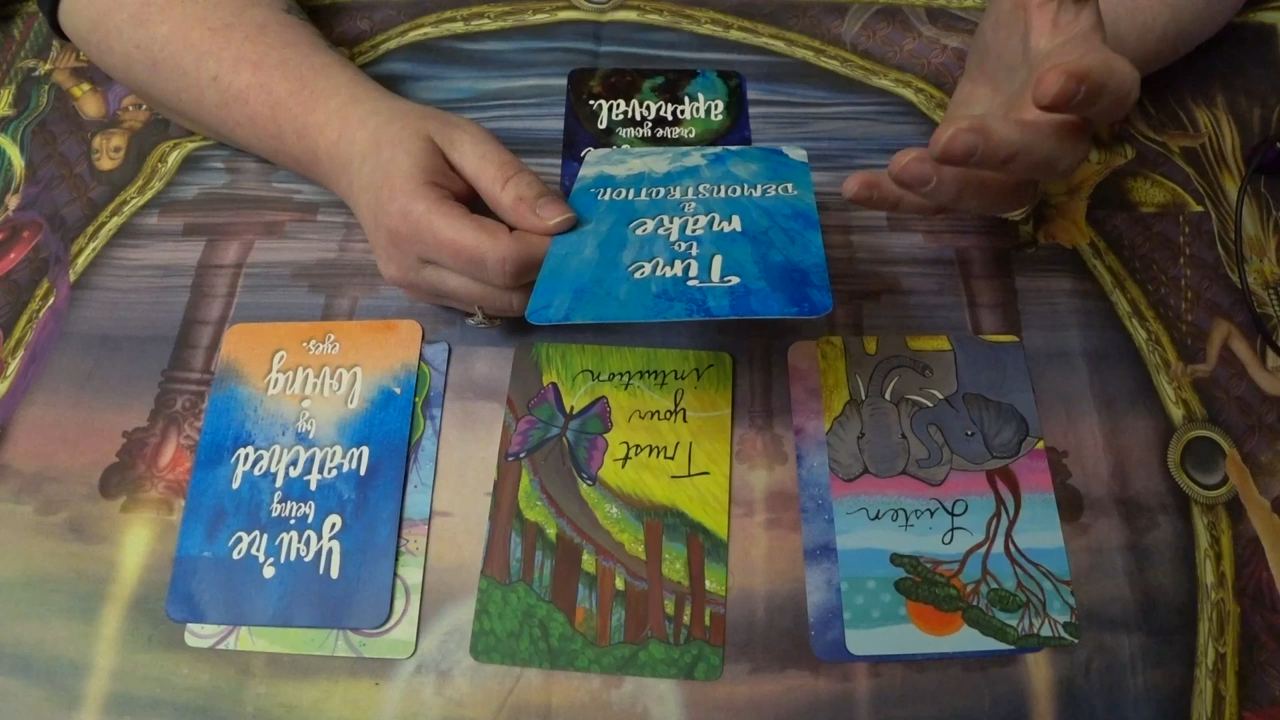 crave your
approval.
Time
to
make
a
DEMONSTRATION.
You're
being
watched
by
loving
eyes.
Trust
your
intuition
Listen